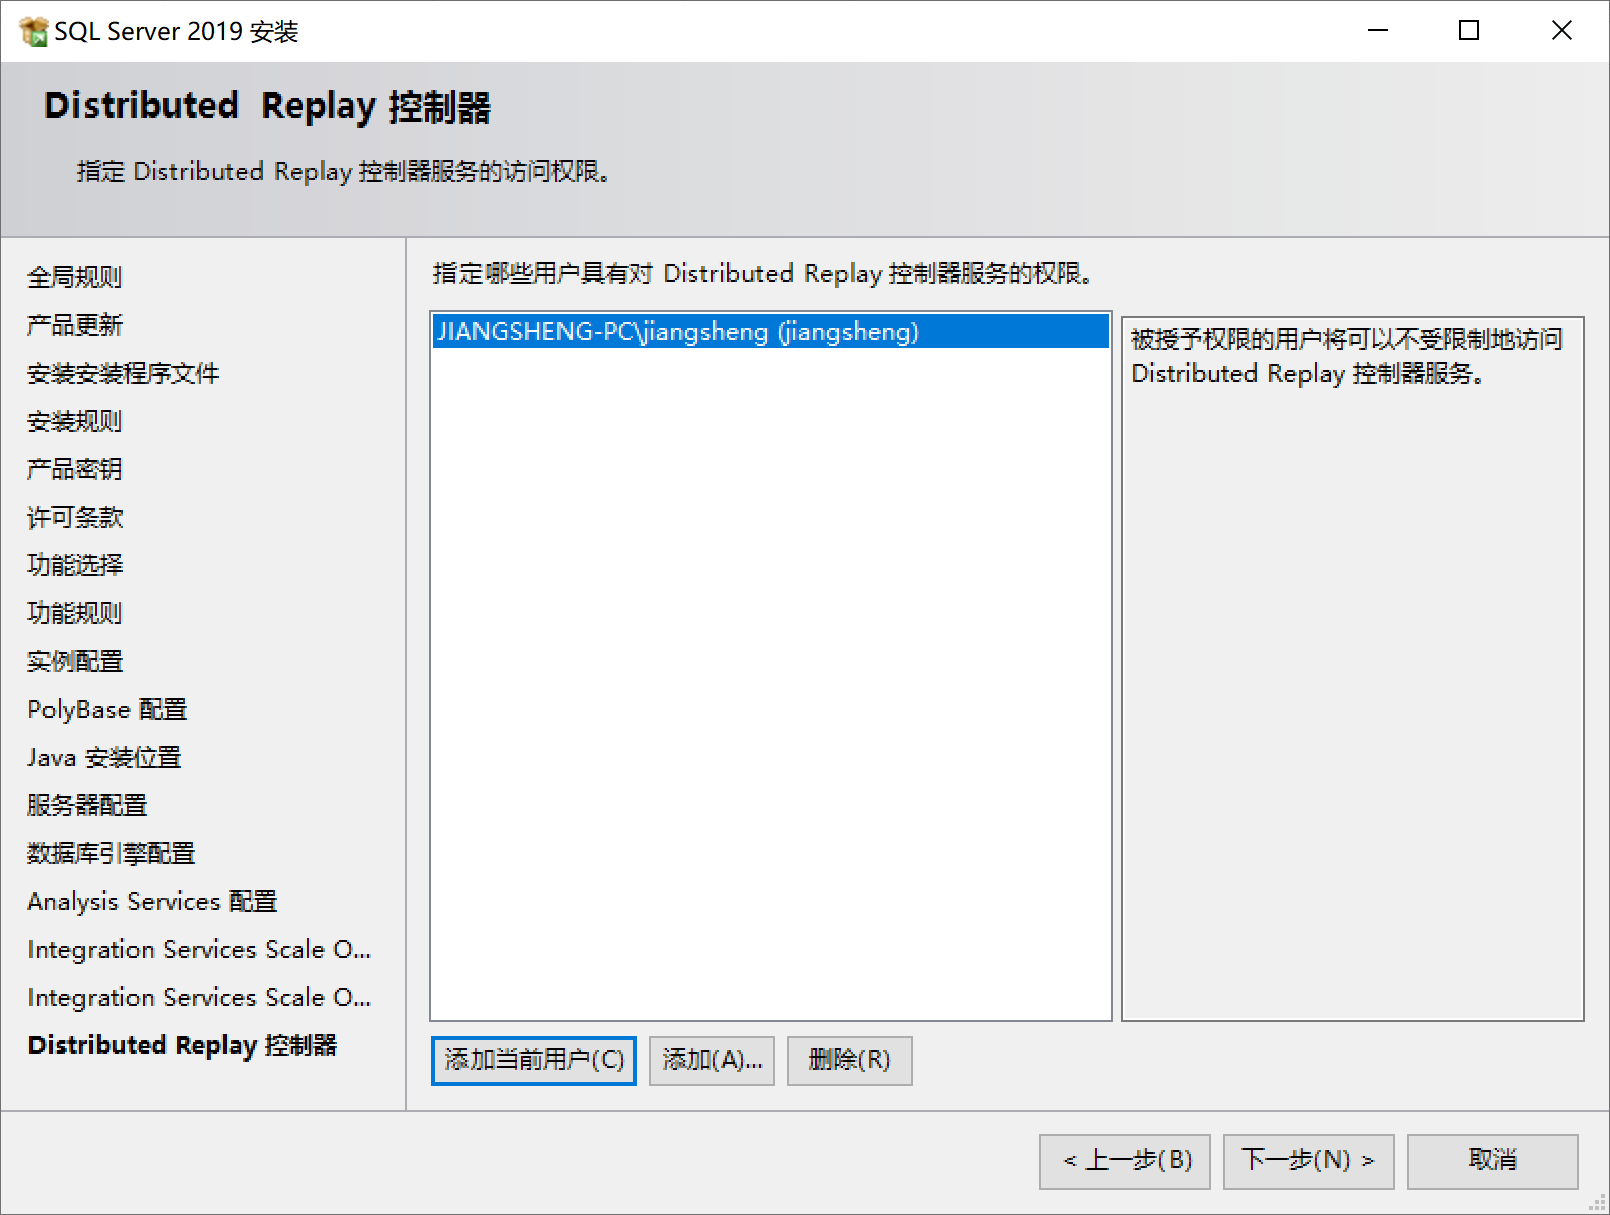 SQL Server 2019 安装
Distributed Replay 控制器
指定 Distributed Replay 控制器服务的访问权限。
全局规则
产品更新
安装安装程序文件
安装规则
产品密钥
许可条款
功能选择
功能规则
实例配置
PolyBase 配置
Java 安装位置
服务器配置
数据库引擎配置
Analysis Services 配置
Integration Services Scale O...
Integration Services Scale O...
Distributed Replay 控制器
指定哪些用户具有对 Distributed Replay 控制器服务的权限。
JIANGSHENG-PC\jiangsheng (jiangsheng)
被授予权限的用户将可以不受限制地访问
Distributed Replay 控制器服务。
添加当前用户(C)
添加(A)...
删除(R)
< 上一步(B)
下一步(N) >
取消